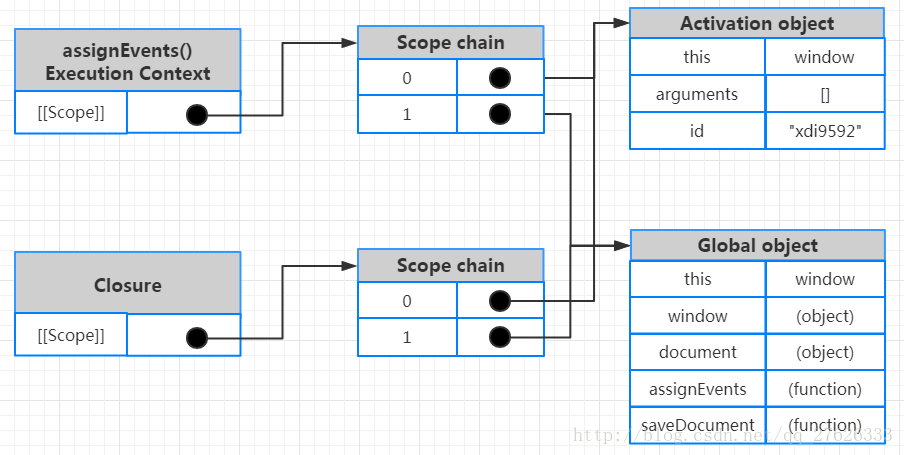 assignEvents()
Execution Context
[[Scope]]
Scope chain
0
1
Activation object
this window
arguments []
id "xdi9592"
Closure
[[Scope]]
Scope chain
0
1
Global object
this window
window (object)
document (object)
assignEvents (function)
saveDocument (function)
http://blog.csdn.net/qq_27626333